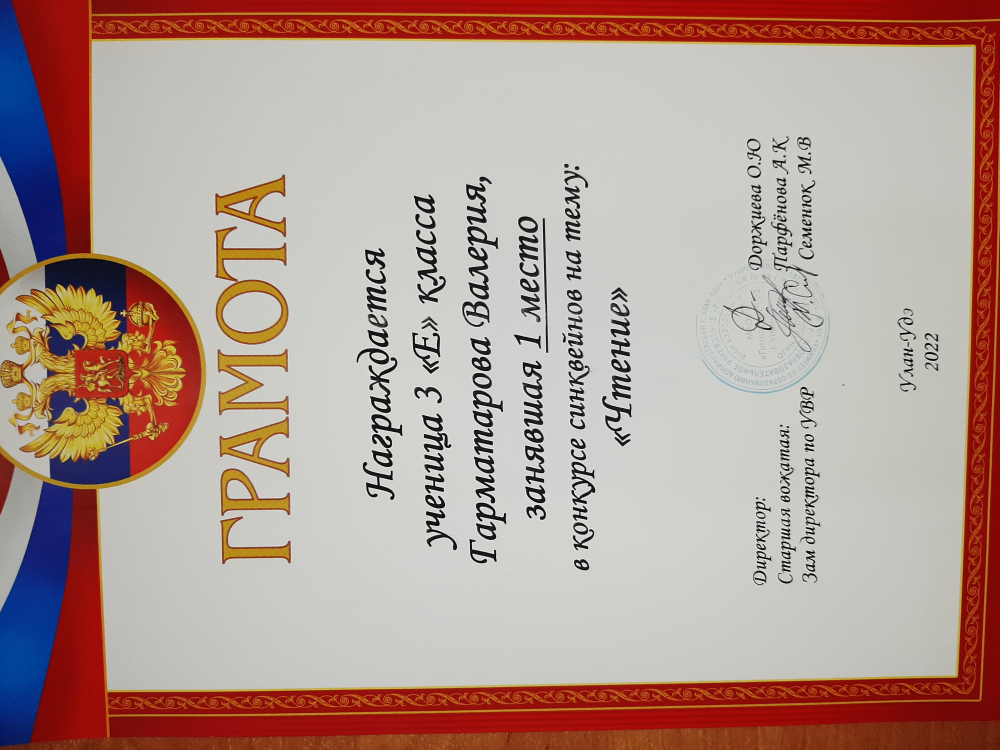 ГРАМОТА
Награждается
ученица 3 «Е» класса
Гарматарова Валерия,
занявшая 1 место
в конкурсе синквейнов на тему:
«Чтение»
Директор: Доржиева О.Ю
Старшая вожатая: Парфёнова А.К
Зам директора по УВР Семенюк М.В
Улан-Удэ
2022